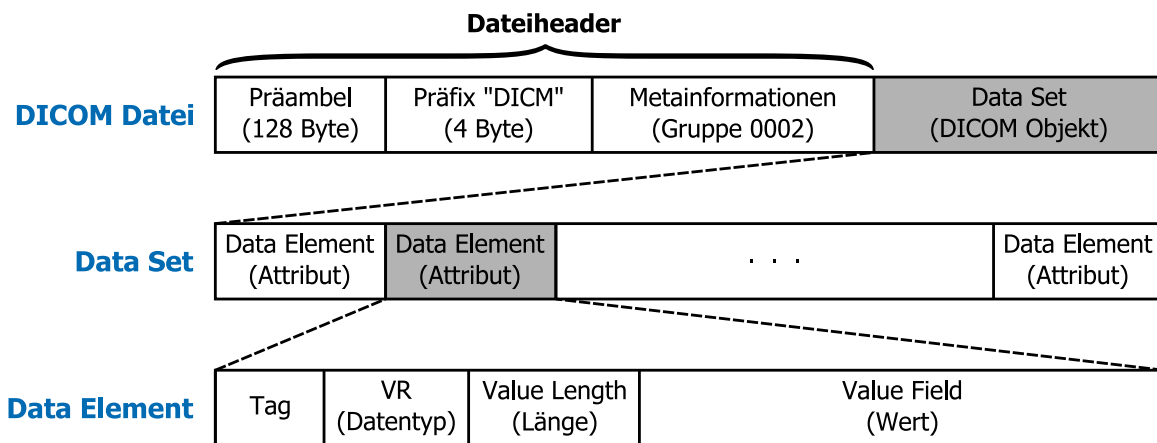 Dateiheader
DICOM Datei
Präambel
(128 Byte)
Präfix "DICM"
(4 Byte)
Metainformationen
(Gruppe 0002)
Data Set
(DICOM Objekt)
Data Set
Data Element
(Attribut)
Data Element
(Attribut)
. . .
Data Element
(Attribut)
Data Element
Tag
VR
(Datentyp)
Value Length
(Länge)
Value Field
(Wert)